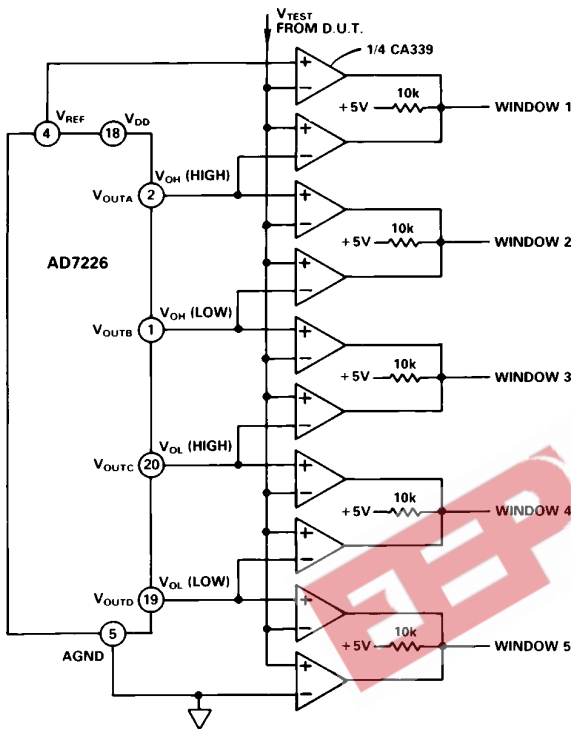 VTEST
FROM D.U.T.
1/4 CA339
+
−
+5V
10k
WINDOW 1
VREF
4
VDD
18
+
−
VOUTA
2
VOH (HIGH)
+
−
+5V
10k
WINDOW 2
AD7226
+
−
VOUTB
1
VOH (LOW)
+
−
+5V
10k
WINDOW 3
+
−
VOUTC
20
VOL (HIGH)
+
−
+5V
10k
WINDOW 4
+
−
VOUTD
19
VOL (LOW)
+
−
+5V
10k
WINDOW 5
5
AGND
+
−
EEP